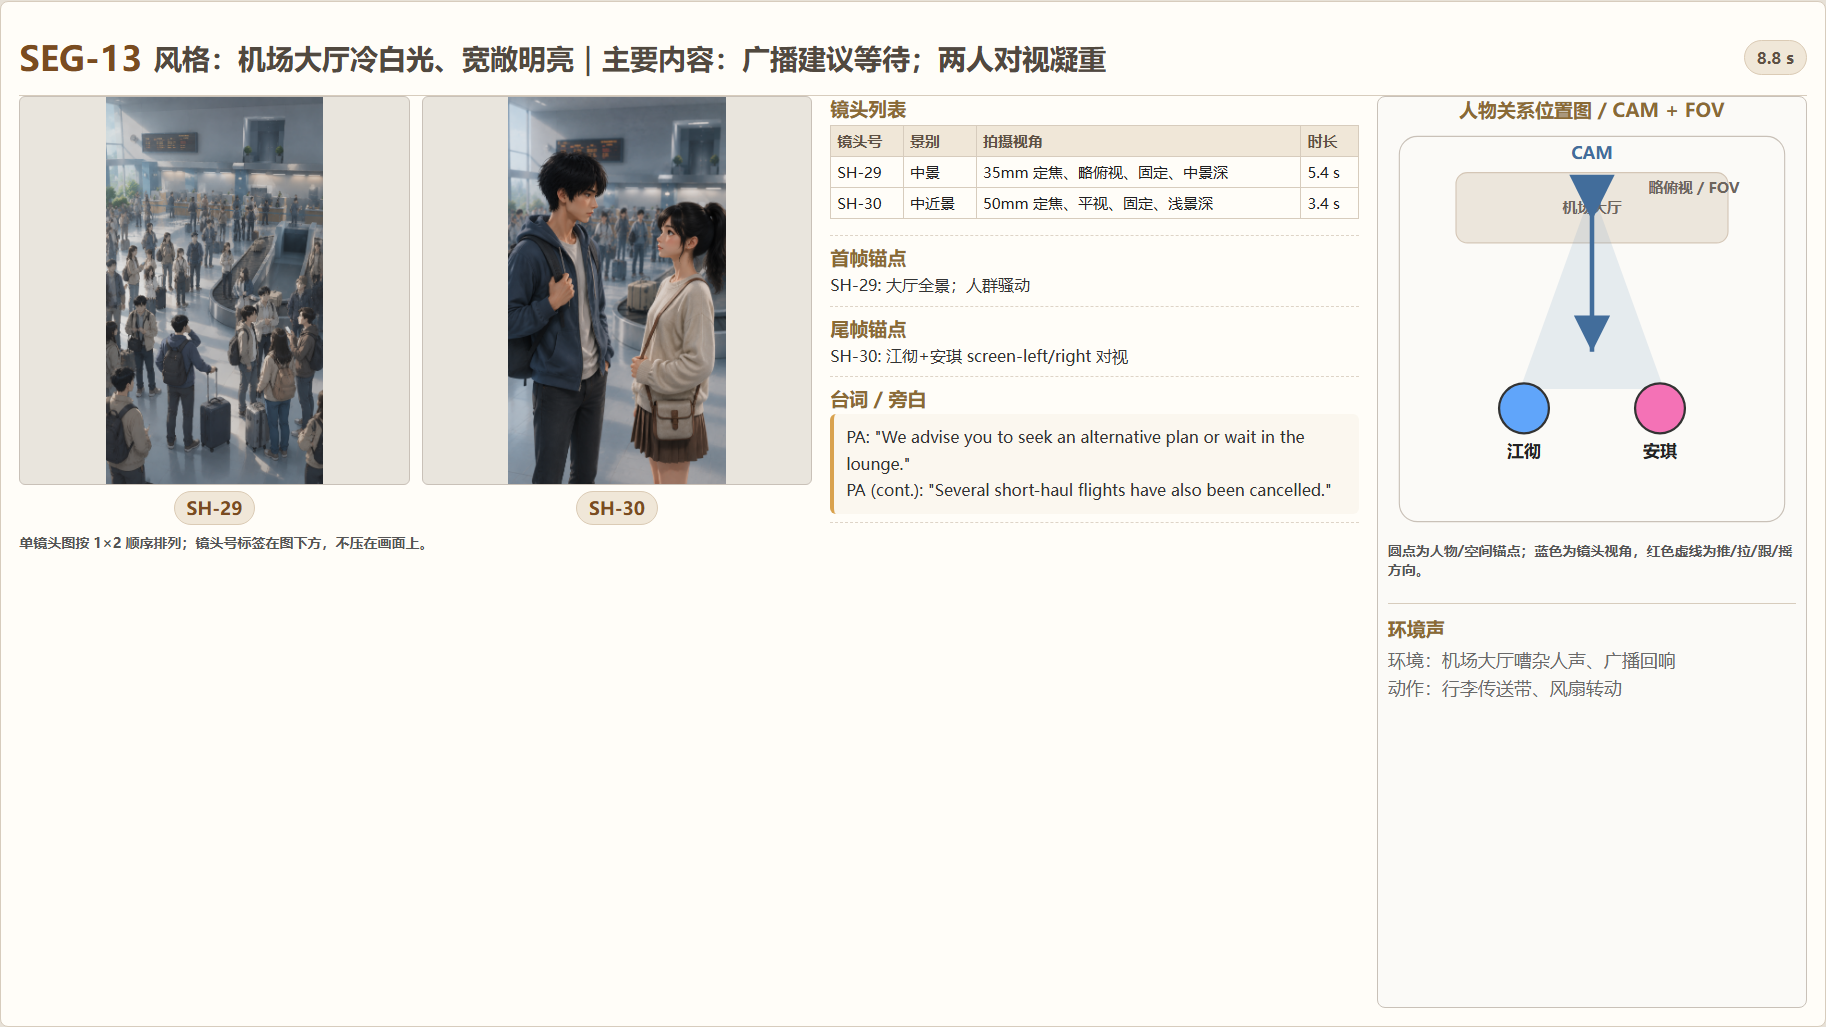 SEG-13 风格：机场大厅冷白光、宽敞明亮 | 主要内容：广播建议等待；两人对视凝重
8.8 s
SH-29
SH-30
单镜头图按 1×2 顺序排列；镜头号标签在图下方，不压在画面上。
镜头列表
镜头号 景别 拍摄视角 时长
SH-29 中景 35mm 定焦、略俯视、固定、中景深 5.4 s
SH-30 中近景 50mm 定焦、平视、固定、浅景深 3.4 s
首帧锚点
SH-29: 大厅全景；人群骚动
尾帧锚点
SH-30: 江彻+安琪 screen-left/right 对视
台词 / 旁白
PA: "We advise you to seek an alternative plan or wait in the
lounge."
PA (cont.): "Several short-haul flights have also been cancelled."
人物关系位置图 / CAM + FOV
CAM
略俯视 / FOV
机场大厅
江彻
安琪
圆点为人物/空间锚点；蓝色为镜头视角，红色虚线为推/拉/跟/摇
方向。
环境声
环境：机场大厅嘈杂人声、广播回响
动作：行李传送带、风扇转动